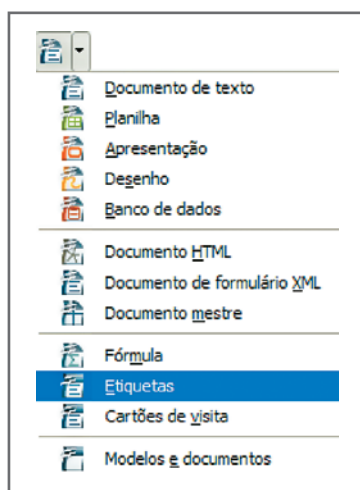 Documento de texto
Planilha
Apresentação
Desenho
Banco de dados
Documento HTML
Documento de formulário XML
Documento mestre
Fórmula
Etiquetas
Cartões de visita
Modelos e documentos